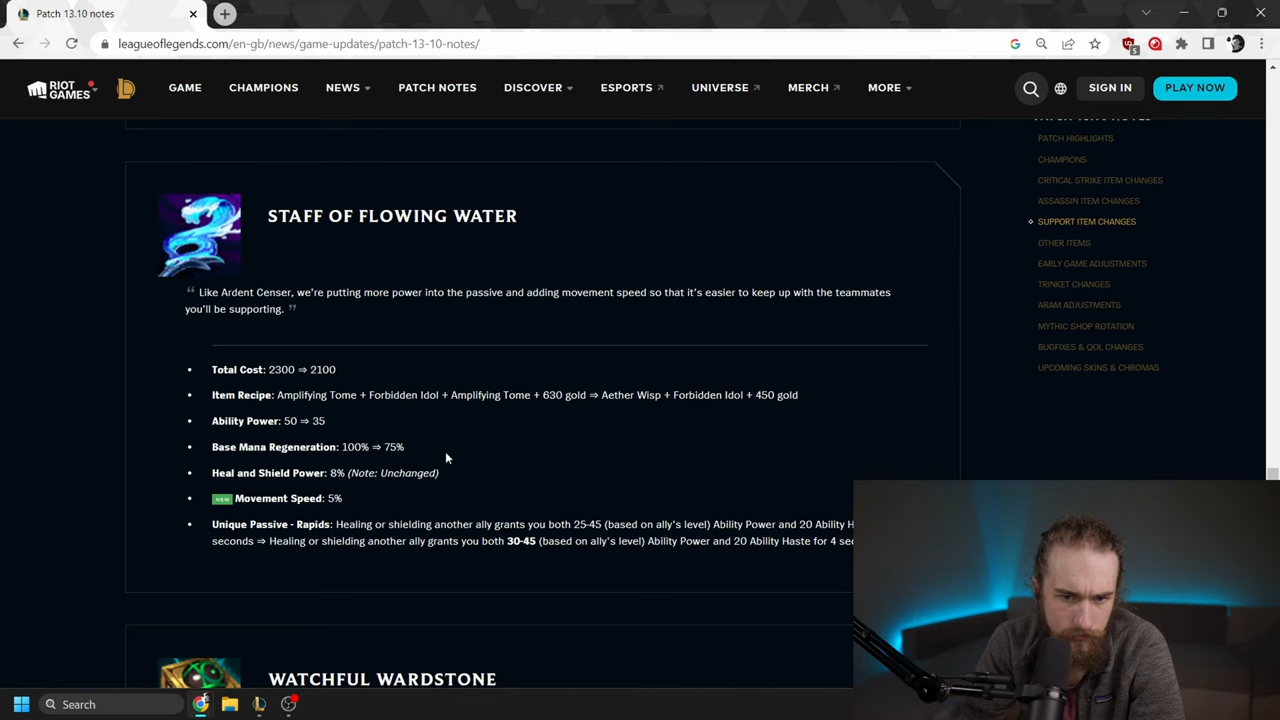 Patch 13.10 notes
leagueoflegends.com/en-gb/news/game-updates/patch-13-10-notes/
5
RIOT GAMES
GAME CHAMPIONS NEWS PATCH NOTES DISCOVER ESPORTS UNIVERSE MERCH MORE SIGN IN PLAY NOW
PATCH HIGHLIGHTS
CHAMPIONS
CRITICAL STRIKE ITEM CHANGES
ASSASSIN ITEM CHANGES
SUPPORT ITEM CHANGES
OTHER ITEMS
EARLY GAME ADJUSTMENTS
TRINKET CHANGES
ARAM ADJUSTMENTS
MYTHIC SHOP ROTATION
BUGFIXES & QOL CHANGES
UPCOMING SKINS & CHROMAS
STAFF OF FLOWING WATER
“ Like Ardent Censer, we're putting more power into the passive and adding movement speed so that it's easier to keep up with the teammates
you'll be supporting. ”
• Total Cost: 2300 ⇒ 2100
• Item Recipe: Amplifying Tome + Forbidden Idol + Amplifying Tome + 630 gold ⇒ Aether Wisp + Forbidden Idol + 450 gold
• Ability Power: 50 ⇒ 35
• Base Mana Regeneration: 100% ⇒ 75%
• Heal and Shield Power: 8% (Note: Unchanged)
• NEW Movement Speed: 5%
• Unique Passive - Rapids: Healing or shielding another ally grants you both 25-45 (based on ally's level) Ability Power and 20 Ability
seconds ⇒ Healing or shielding another ally grants you both 30-45 (based on ally's level) Ability Power and 20 Ability Haste for 4
WATCHFUL WARDSTONE
Search